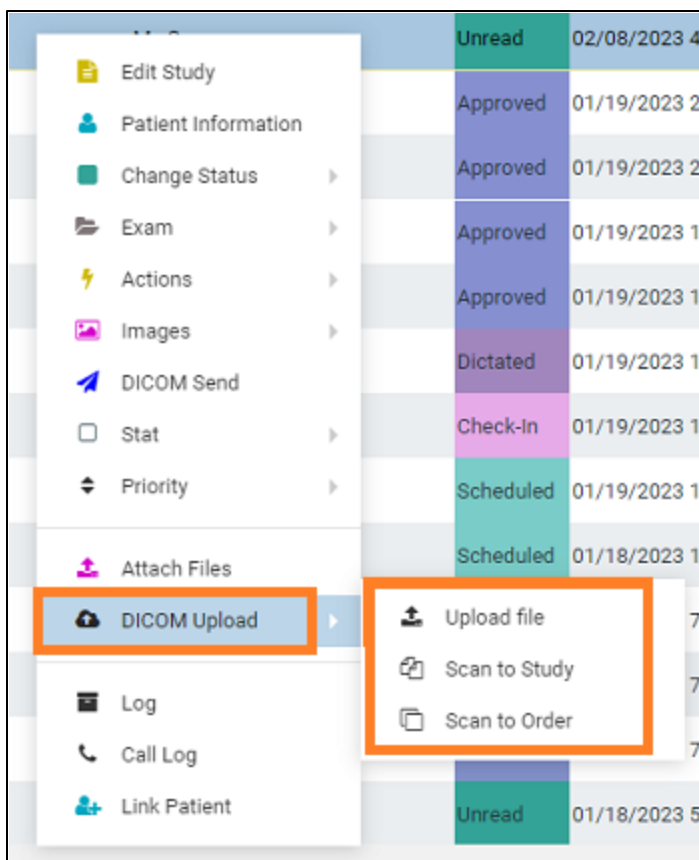 Unread 02/08/2023 4
Edit Study
Patient Information
Approved 01/19/2023 2
Change Status
Approved 01/19/2023 2
Exam
Approved 01/19/2023 1
Actions
Approved 01/19/2023 1
Images
Dictated 01/19/2023 1
DICOM Send
Stat
Check-In 01/19/2023 1
Priority
Scheduled 01/19/2023 1
Attach Files
Scheduled 01/18/2023 1
DICOM Upload
Upload file
7
Scan to Study
7
Log
Scan to Order
7
Call Log
Link Patient
Unread 01/18/2023 5